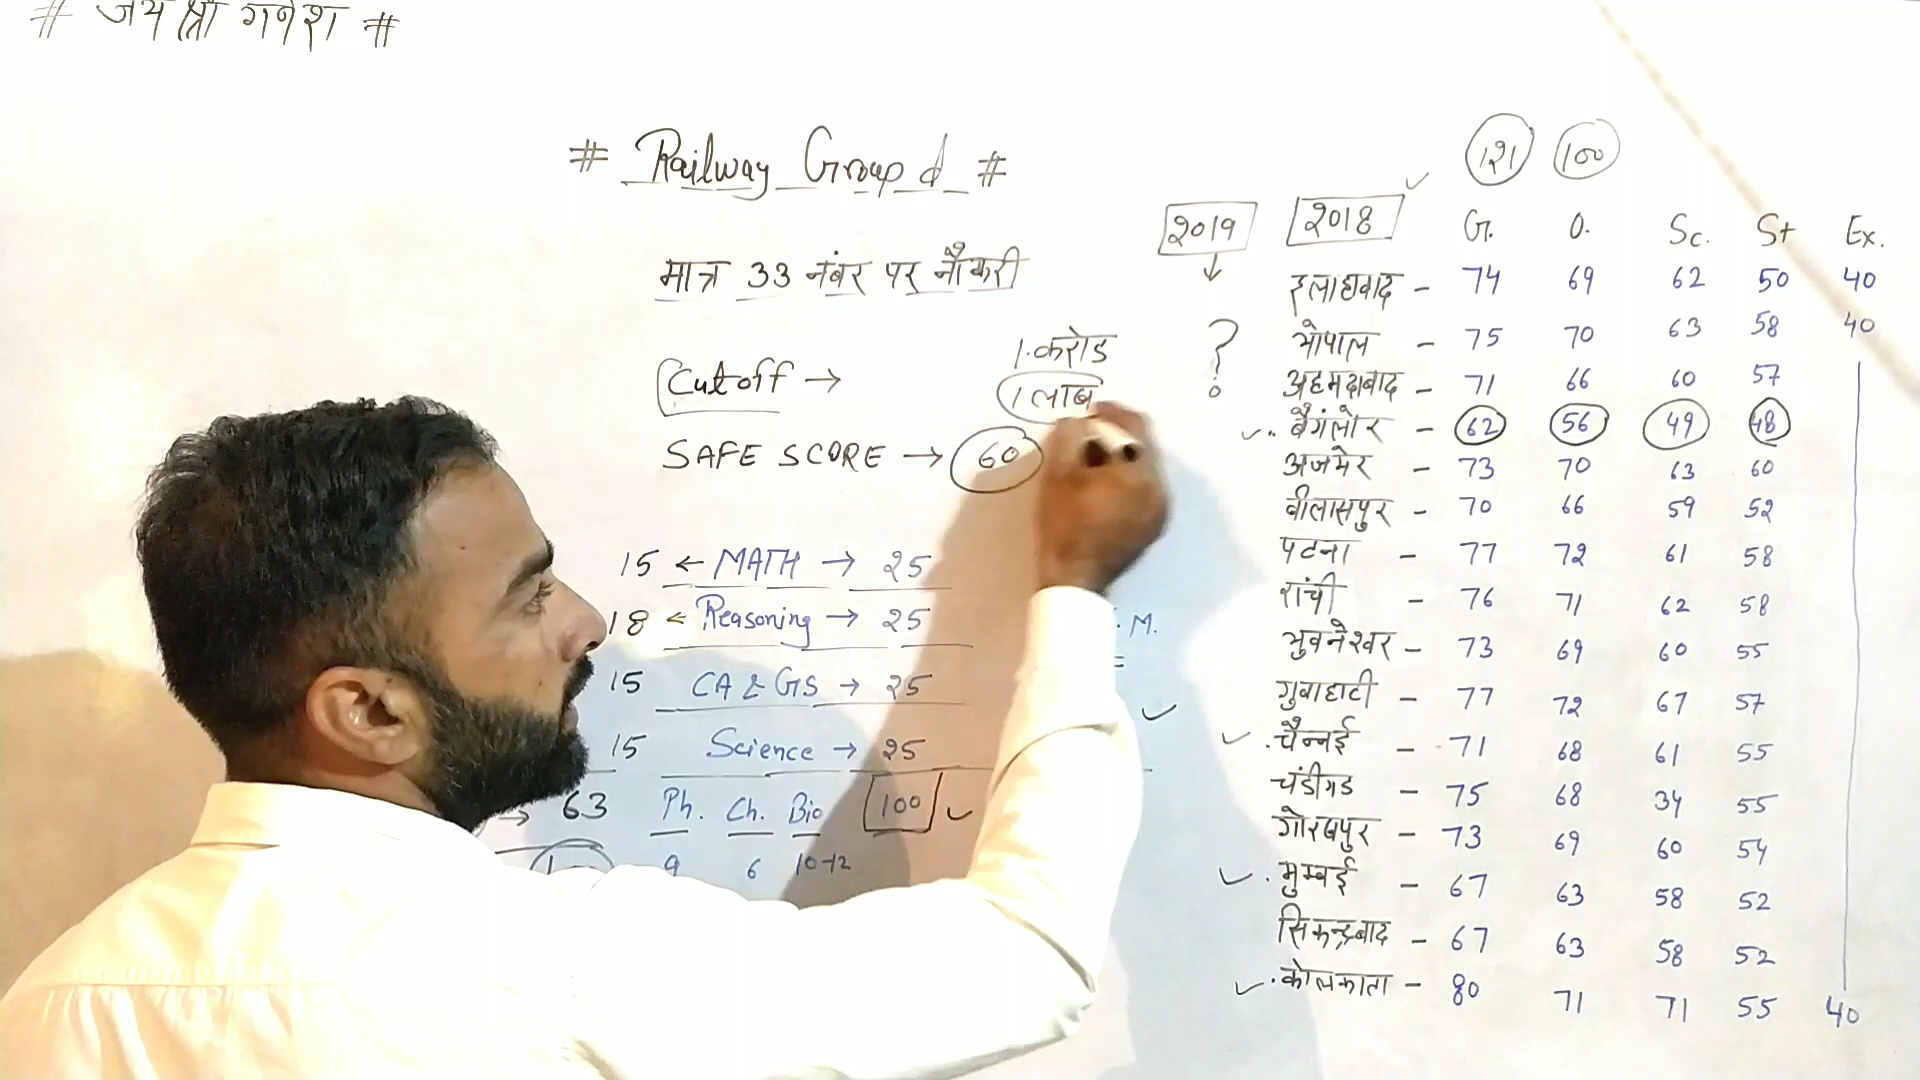 # जय श्री गणेश #
# Railway Group d #
मात्र 33 नंबर पर नौकरी
1.करोड
Cutoff → 1 लाख
SAFE SCORE → 60
15 ← MATH → 25
18 ← Reasoning → 25
15 CA & GS → 25
15 Science → 25
→ 63 Ph. Ch. Bio 100 ✓
9 6 10-12
. M.
=
✓
१२१ 100
२०19 २०18 ✓ G. O. Sc. St Ex.
↓
?
इलाहाबाद - 74 69 62 50 40
भोपाल - 75 70 63 58 40
अहमदाबाद - 71 66 60 57
✓.. बैंगलोर - 62 56 49 48
अजमेर - 73 70 63 60
बीलासपुर - 70 66 59 52
पटना - 77 72 61 58
रांची - 76 71 62 58
भुवनेश्वर - 73 69 60 55
गुवाहाटी - 77 72 67 57
✓ . चैन्नई - 71 68 61 55
चंडीगड - 75 68 34 55
गोरखपुर - 73 69 60 54
✓ . मुम्बई - 67 63 58 52
सिकन्द्रबाद - 67 63 58 52
✓ . कोलकाता - 80 71 71 55 40